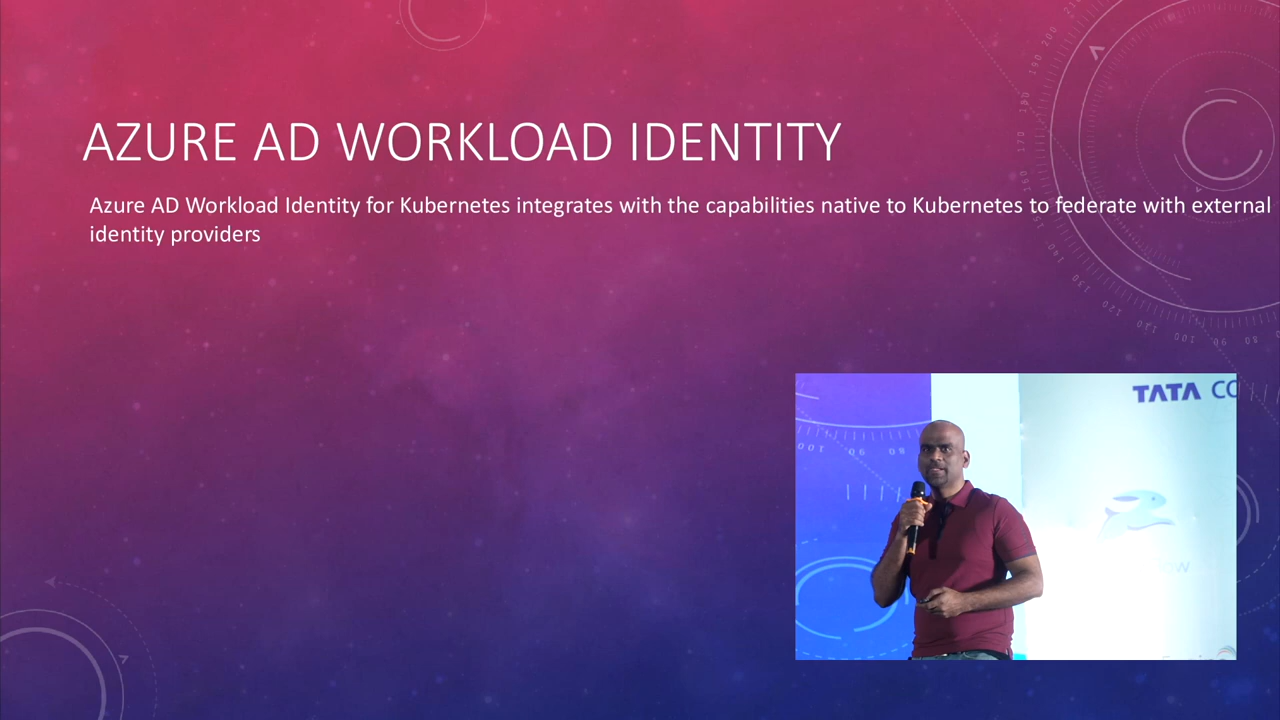 AZURE AD WORKLOAD IDENTITY
Azure AD Workload Identity for Kubernetes integrates with the capabilities native to Kubernetes to federate with external
identity providers
TATA